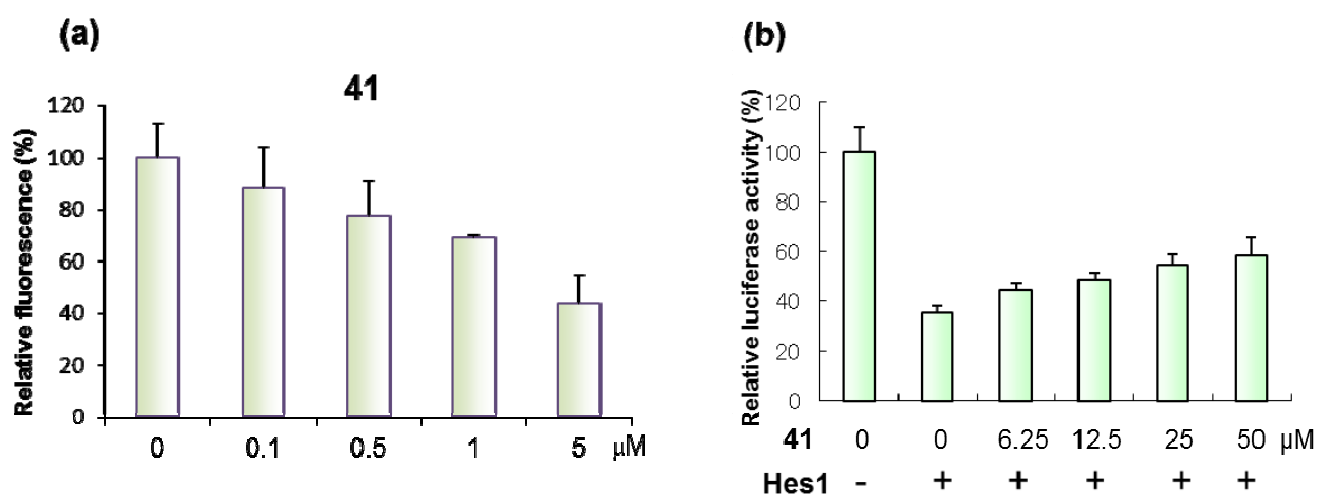 (a)
41
Relative fluorescence (%)
120
100
80
60
40
20
0
0 0.1 0.5 1 5 μM
(b)
Relative luciferase activity (%)
120
100
80
60
40
20
0
41 0 0 6.25 12.5 25 50 μM
Hes1 - + + + + +